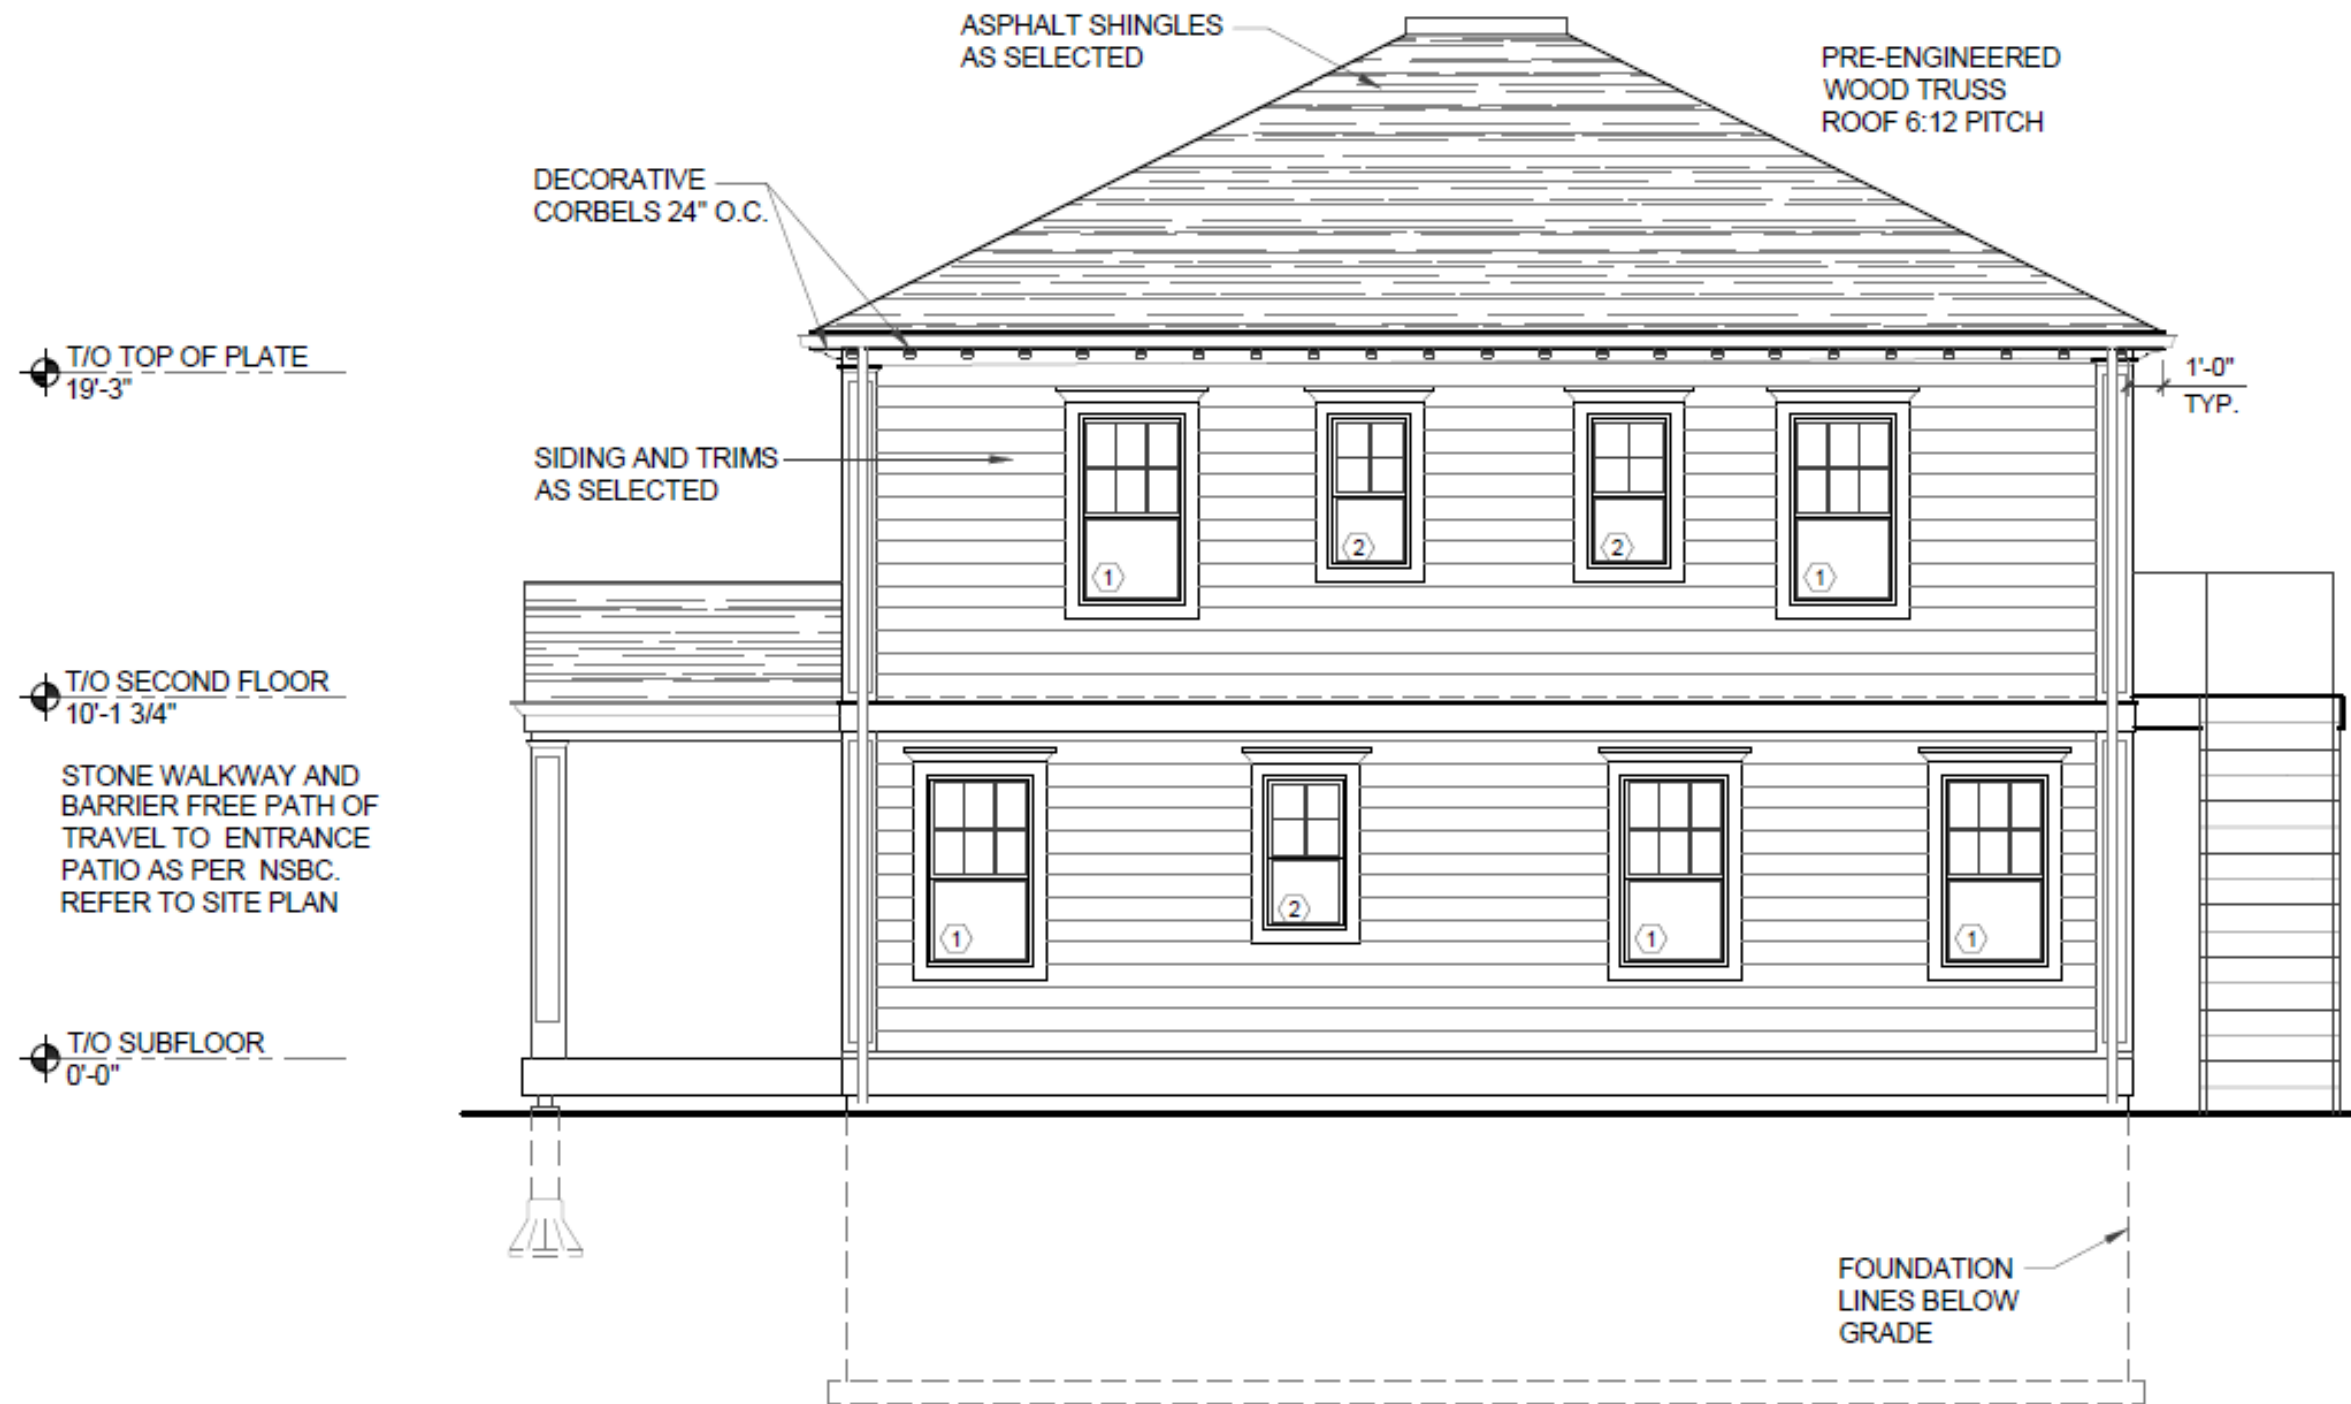 ASPHALT SHINGLES
AS SELECTED
PRE-ENGINEERED
WOOD TRUSS
ROOF 6:12 PITCH
DECORATIVE
CORBELS 24" O.C.
T/O TOP OF PLATE
19'-3"
1'-0"
TYP.
SIDING AND TRIMS
AS SELECTED
2
2
1
1
T/O SECOND FLOOR
10'-1 3/4"
STONE WALKWAY AND
BARRIER FREE PATH OF
TRAVEL TO ENTRANCE
PATIO AS PER NSBC.
REFER TO SITE PLAN
2
1
1
1
T/O SUBFLOOR
0'-0"
FOUNDATION
LINES BELOW
GRADE